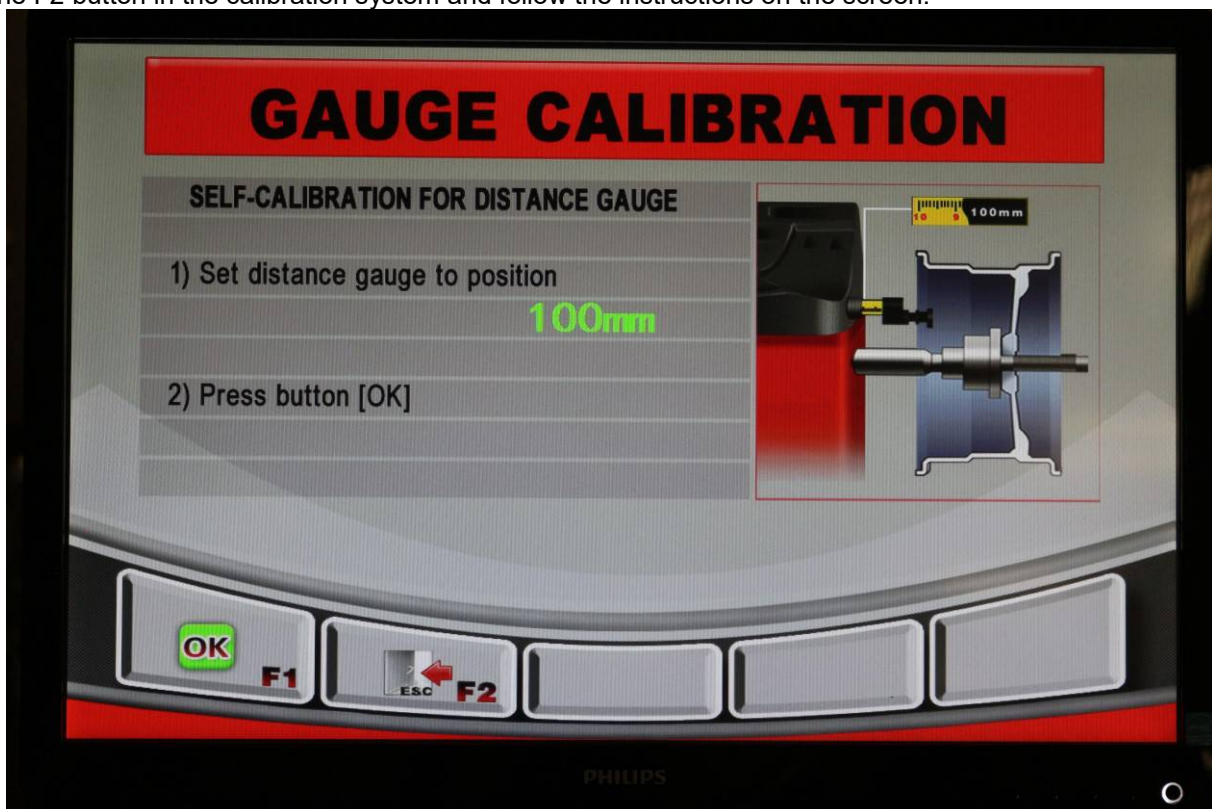 the F2 button in the calibration system and follow the instructions on the screen.
GAUGE CALIBRATION
SELF-CALIBRATION FOR DISTANCE GAUGE
10 9 100mm
1) Set distance gauge to position
100mm
2) Press button [OK]
OK F1
ESC F2
PHILIPS